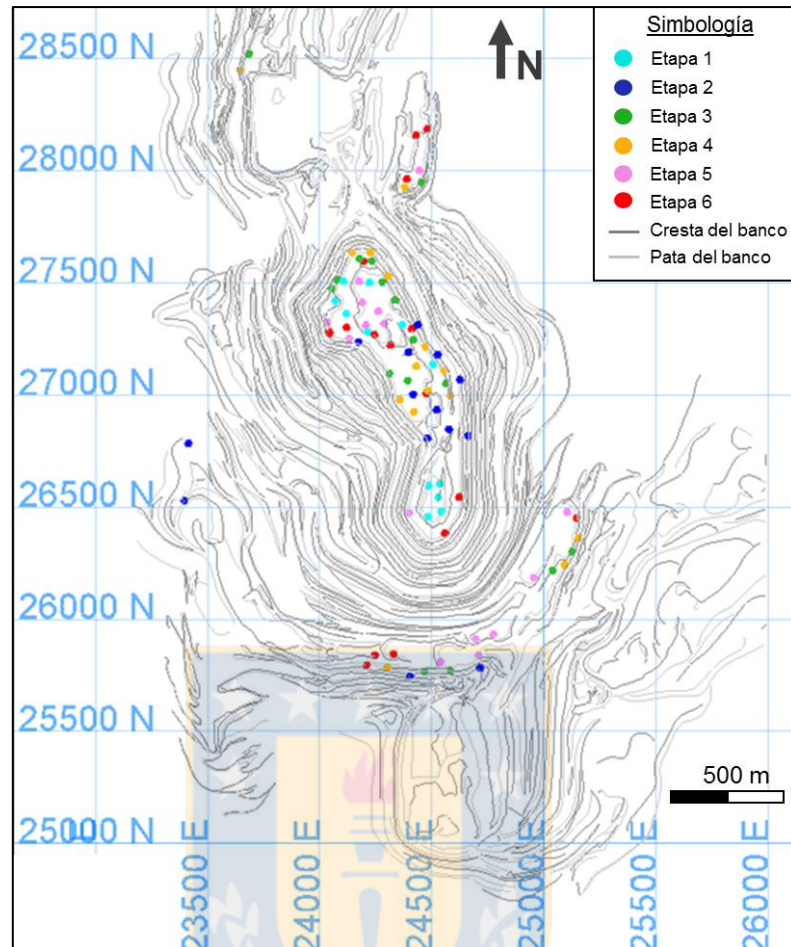 Simbología
Etapa 1
Etapa 2
Etapa 3
Etapa 4
Etapa 5
Etapa 6
Cresta del banco
Pata del banco
N
28500 N
28000 N
27500 N
27000 N
26500 N
26000 N
25500 N
25000 N
500 m
23500 E
24000 E
24500 E
25000 E
25500 E
26000 E